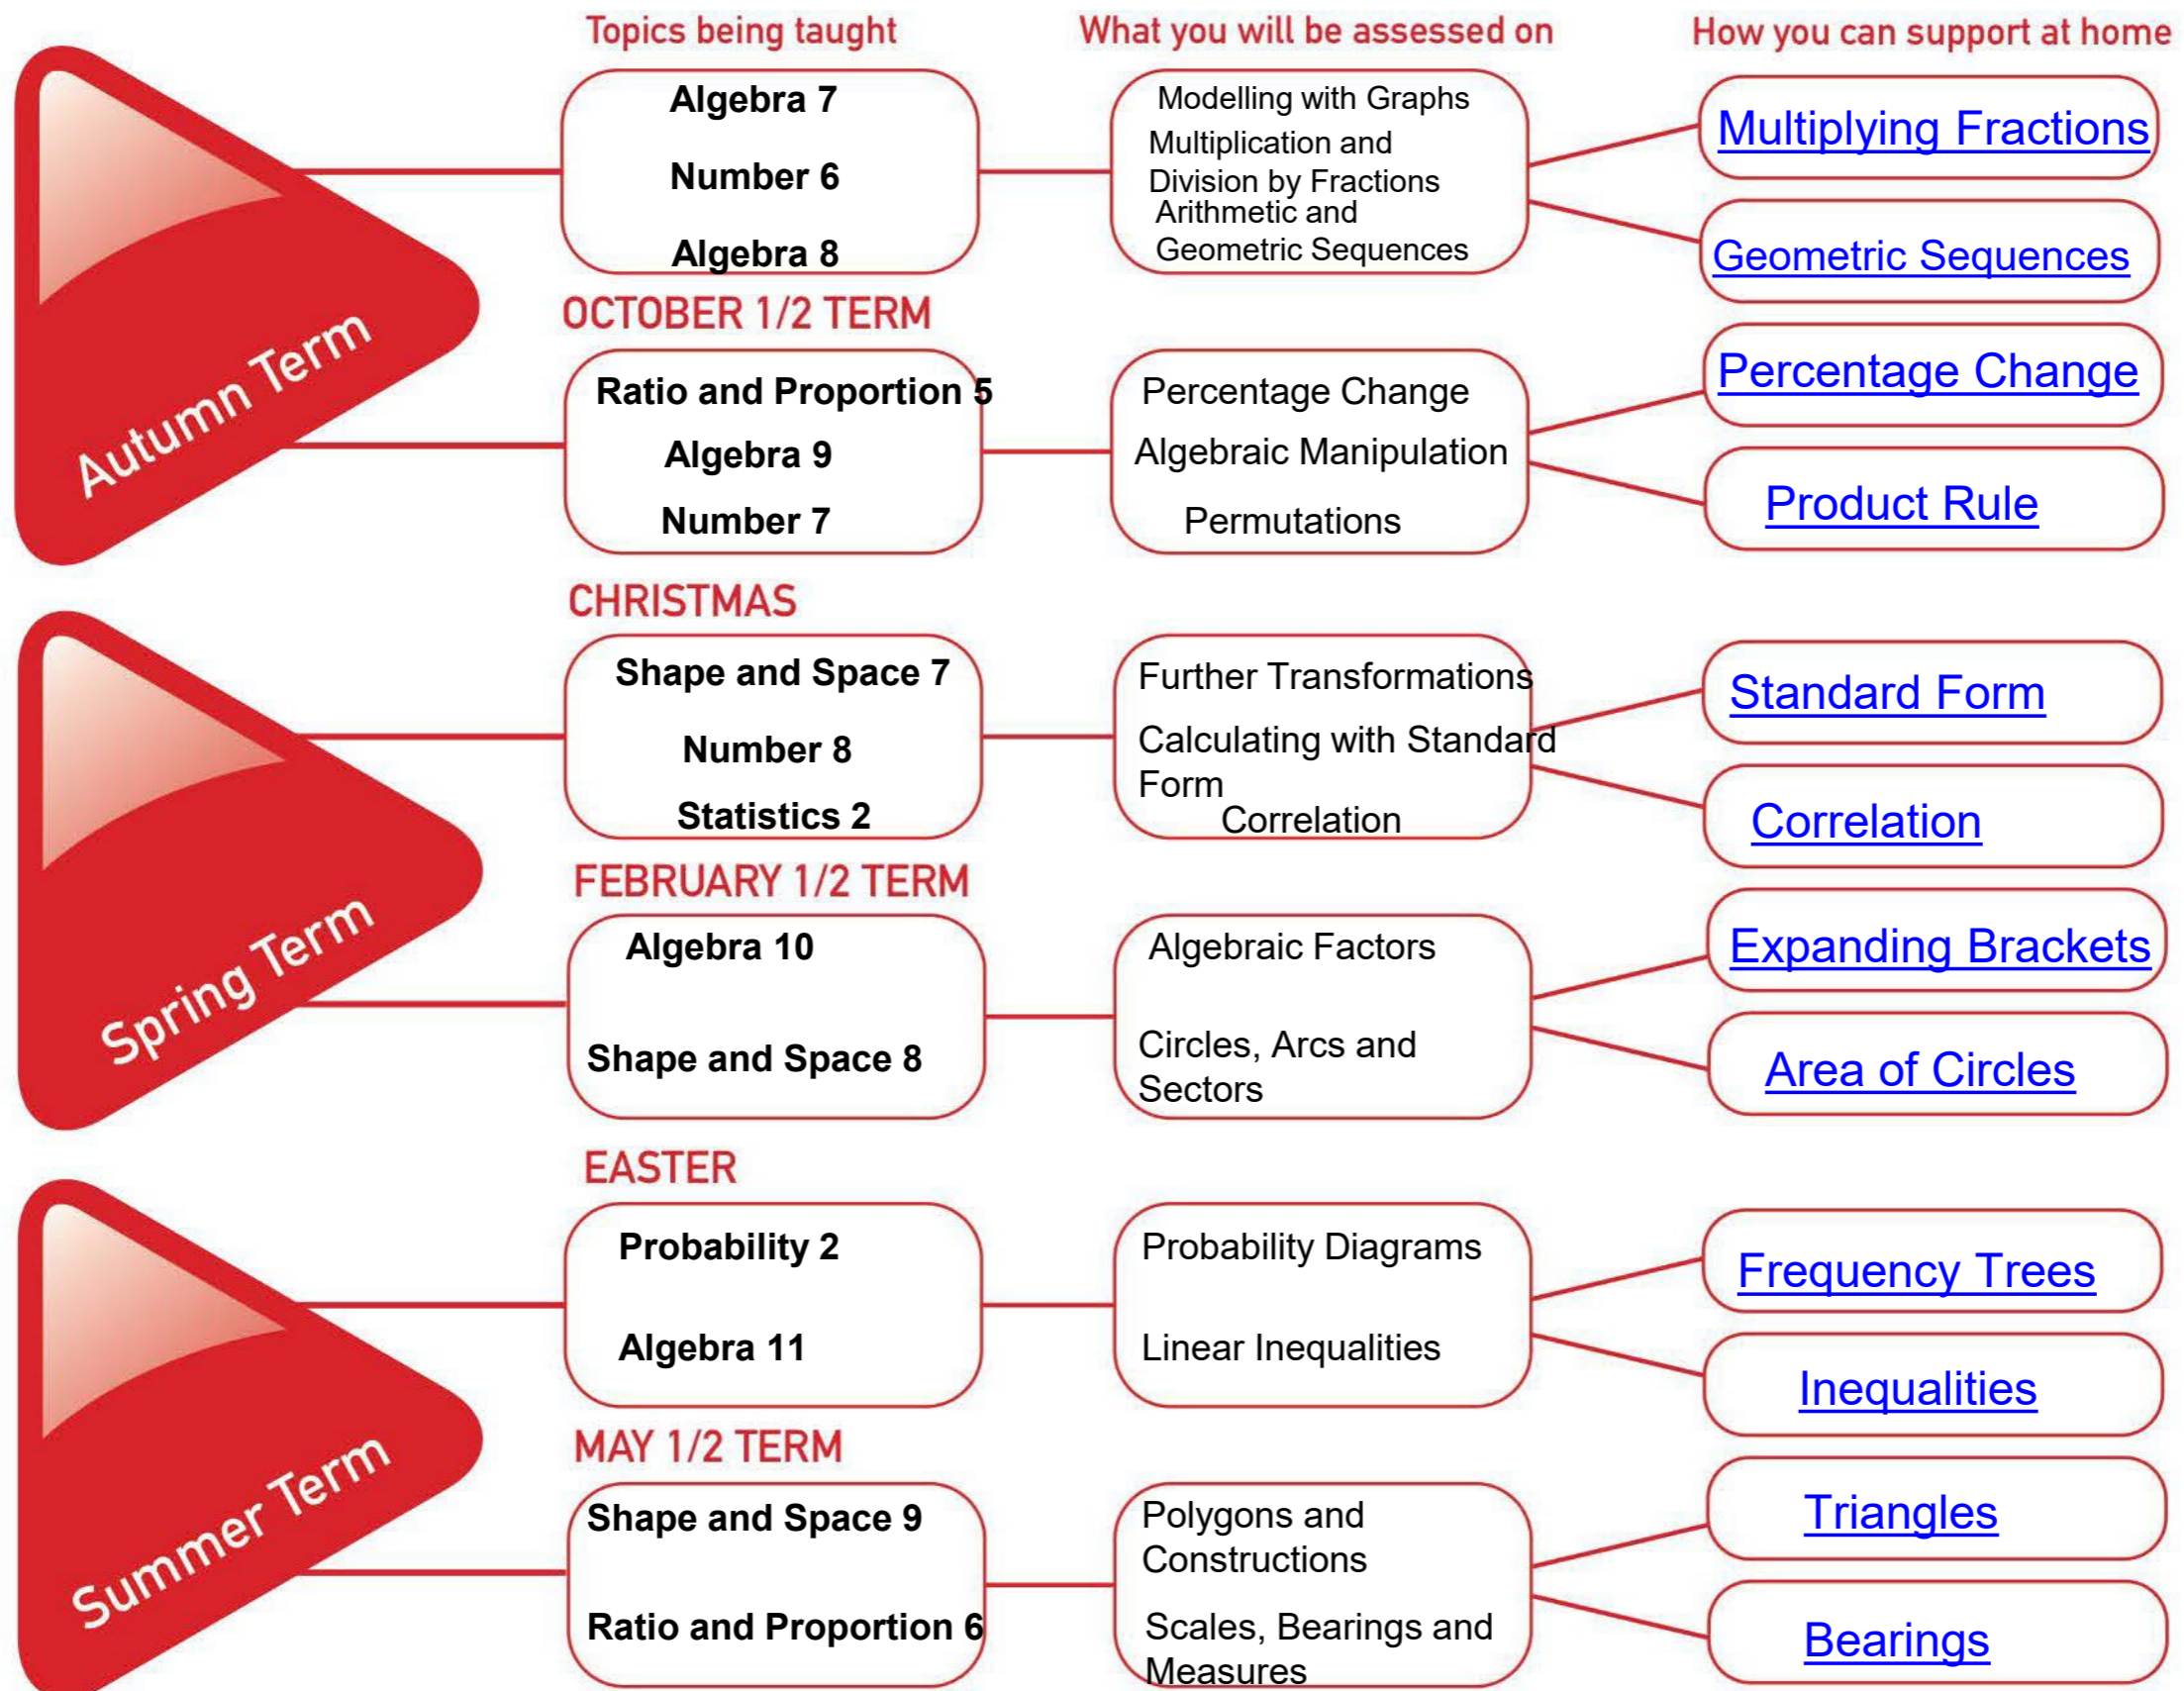 Topics being taught
What you will be assessed on
How you can support at home
Autumn Term
Algebra 7
Number 6
Algebra 8
Modelling with Graphs
Multiplication and
Division by Fractions
Arithmetic and
Geometric Sequences
Multiplying Fractions
Geometric Sequences
OCTOBER 1/2 TERM
Ratio and Proportion 5
Algebra 9
Number 7
Percentage Change
Algebraic Manipulation
Permutations
Percentage Change
Product Rule
CHRISTMAS
Spring Term
Shape and Space 7
Number 8
Statistics 2
Further Transformations
Calculating with Standard
Form
Correlation
Standard Form
Correlation
FEBRUARY 1/2 TERM
Algebra 10
Shape and Space 8
Algebraic Factors
Circles, Arcs and
Sectors
Expanding Brackets
Area of Circles
EASTER
Summer Term
Probability 2
Algebra 11
Probability Diagrams
Linear Inequalities
Frequency Trees
Inequalities
MAY 1/2 TERM
Shape and Space 9
Ratio and Proportion 6
Polygons and
Constructions
Scales, Bearings and
Measures
Triangles
Bearings